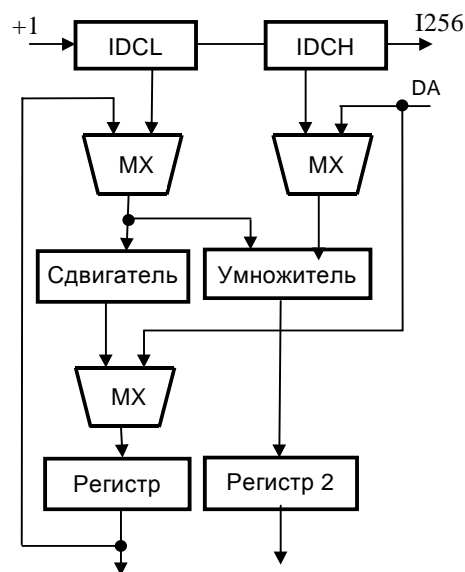 +1
IDCL
IDCH
I256
DA
MX
MX
Сдвигатель
Умножитель
MX
Регистр
Регистр 2